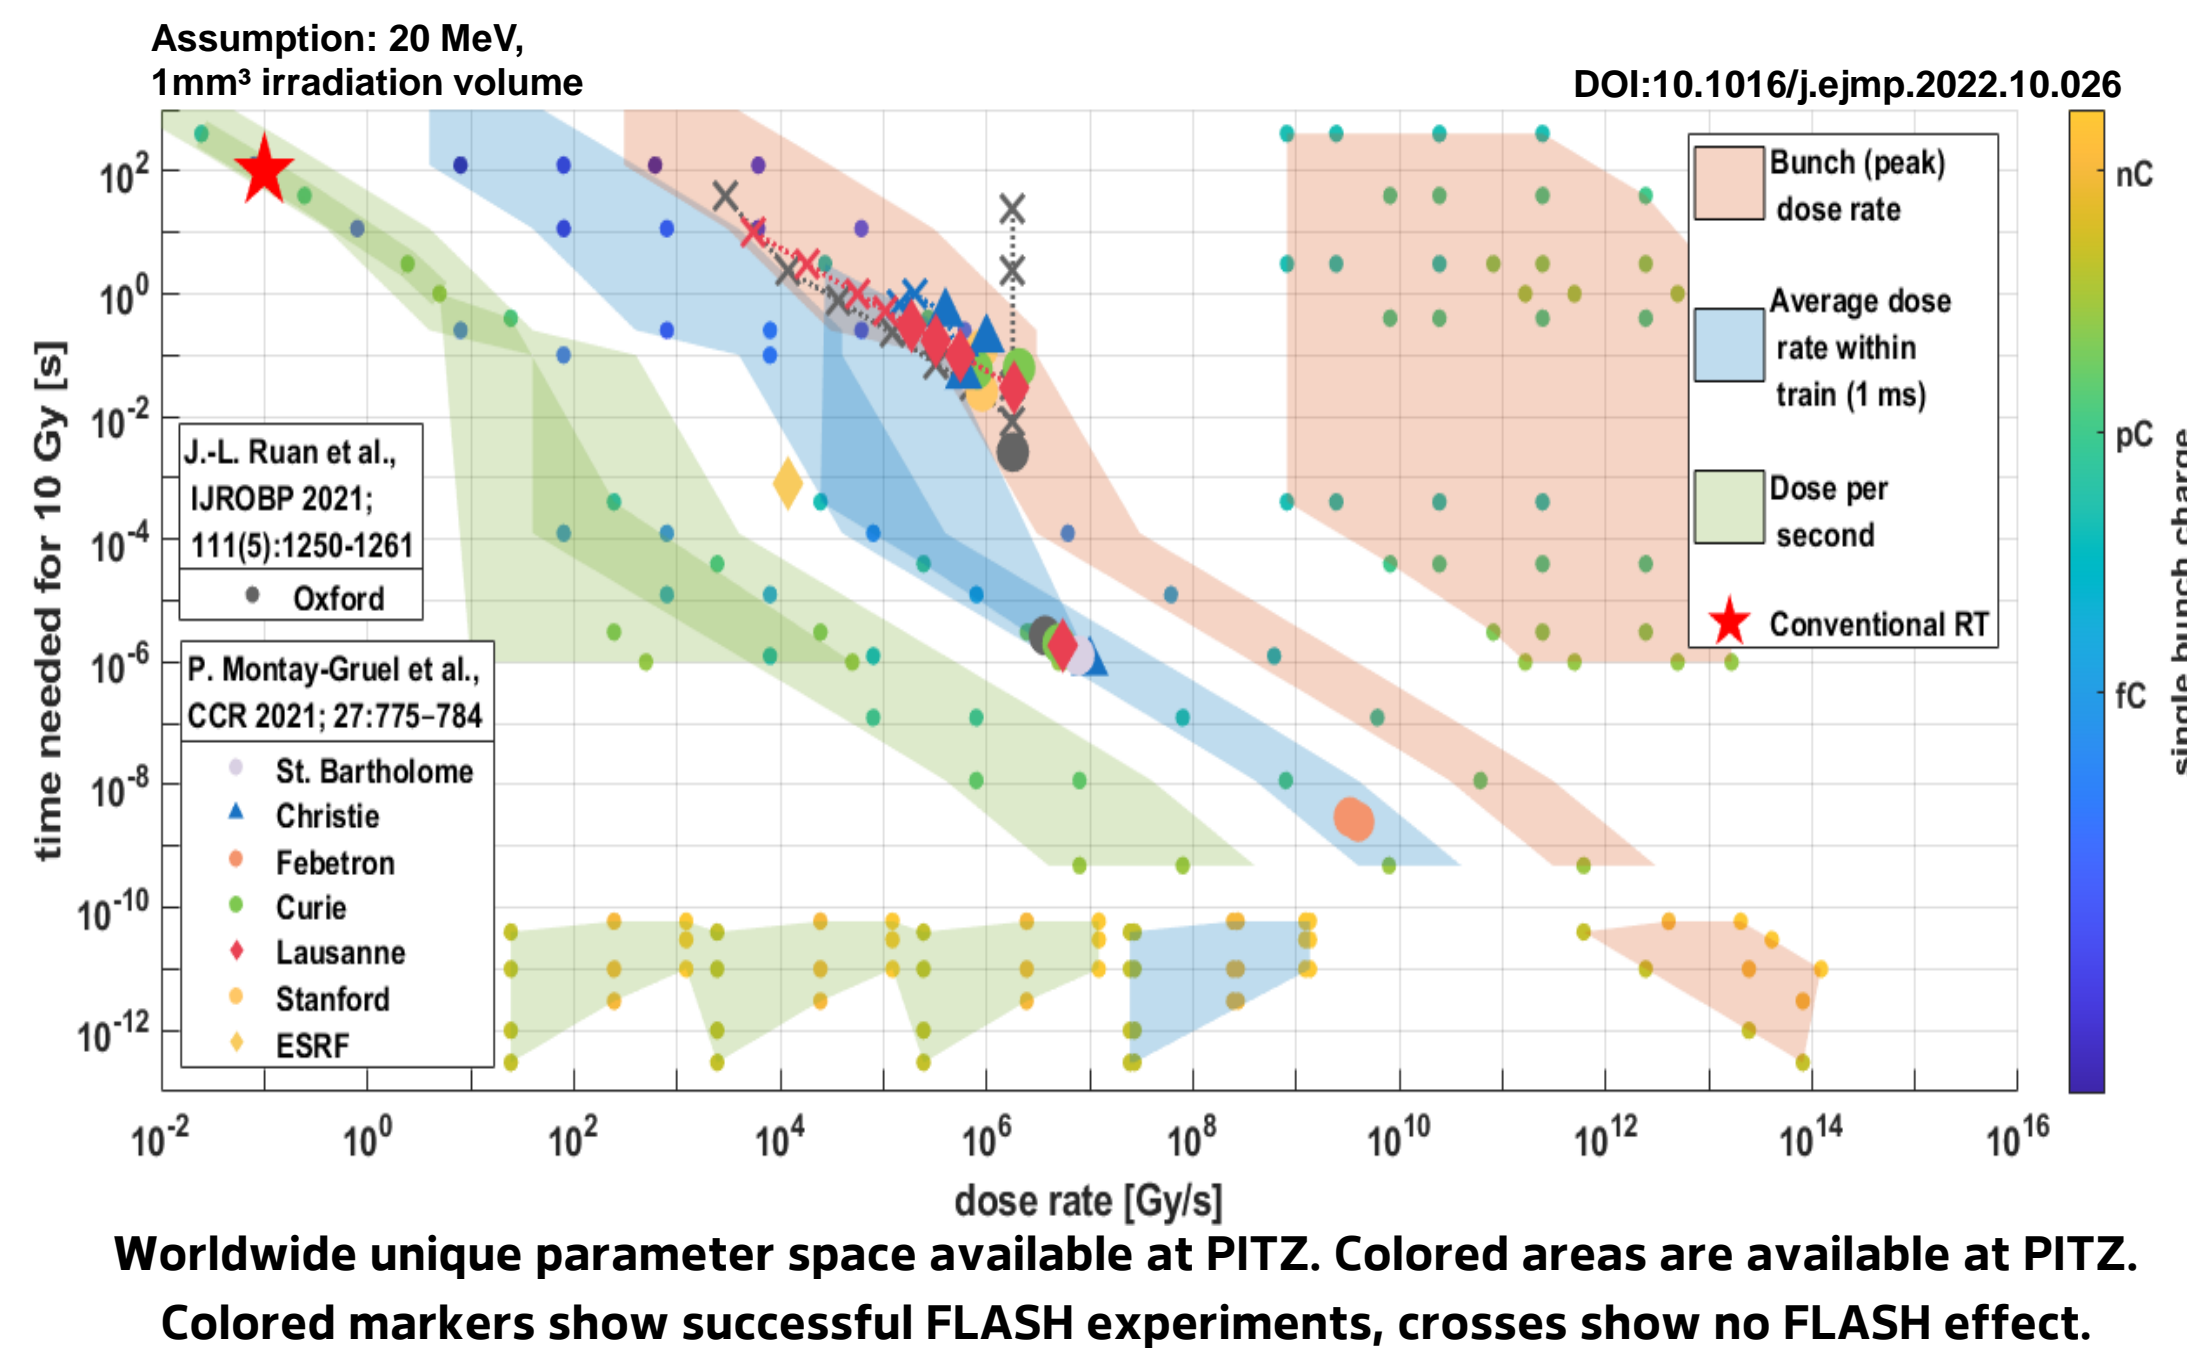 Assumption: 20 MeV,
1mm³ irradiation volume
DOI:10.1016/j.ejmp.2022.10.026
time needed for 10 Gy [s]
10²
10⁰
10⁻²
10⁻⁴
10⁻⁶
10⁻⁸
10⁻¹⁰
10⁻¹²
J.-L. Ruan et al.,
IJROBP 2021;
111(5):1250-1261
Oxford
P. Montay-Gruel et al.,
CCR 2021; 27:775–784
St. Bartholome
Christie
Febetron
Curie
Lausanne
Stanford
ESRF
Bunch (peak)
dose rate
Average dose
rate within
train (1 ms)
Dose per
second
Conventional RT
nC
pC
fC
single bunch charge
10⁻²
10⁰
10²
10⁴
10⁶
10⁸
10¹⁰
10¹²
10¹⁴
10¹⁶
dose rate [Gy/s]
Worldwide unique parameter space available at PITZ. Colored areas are available at PITZ.
Colored markers show successful FLASH experiments, crosses show no FLASH effect.